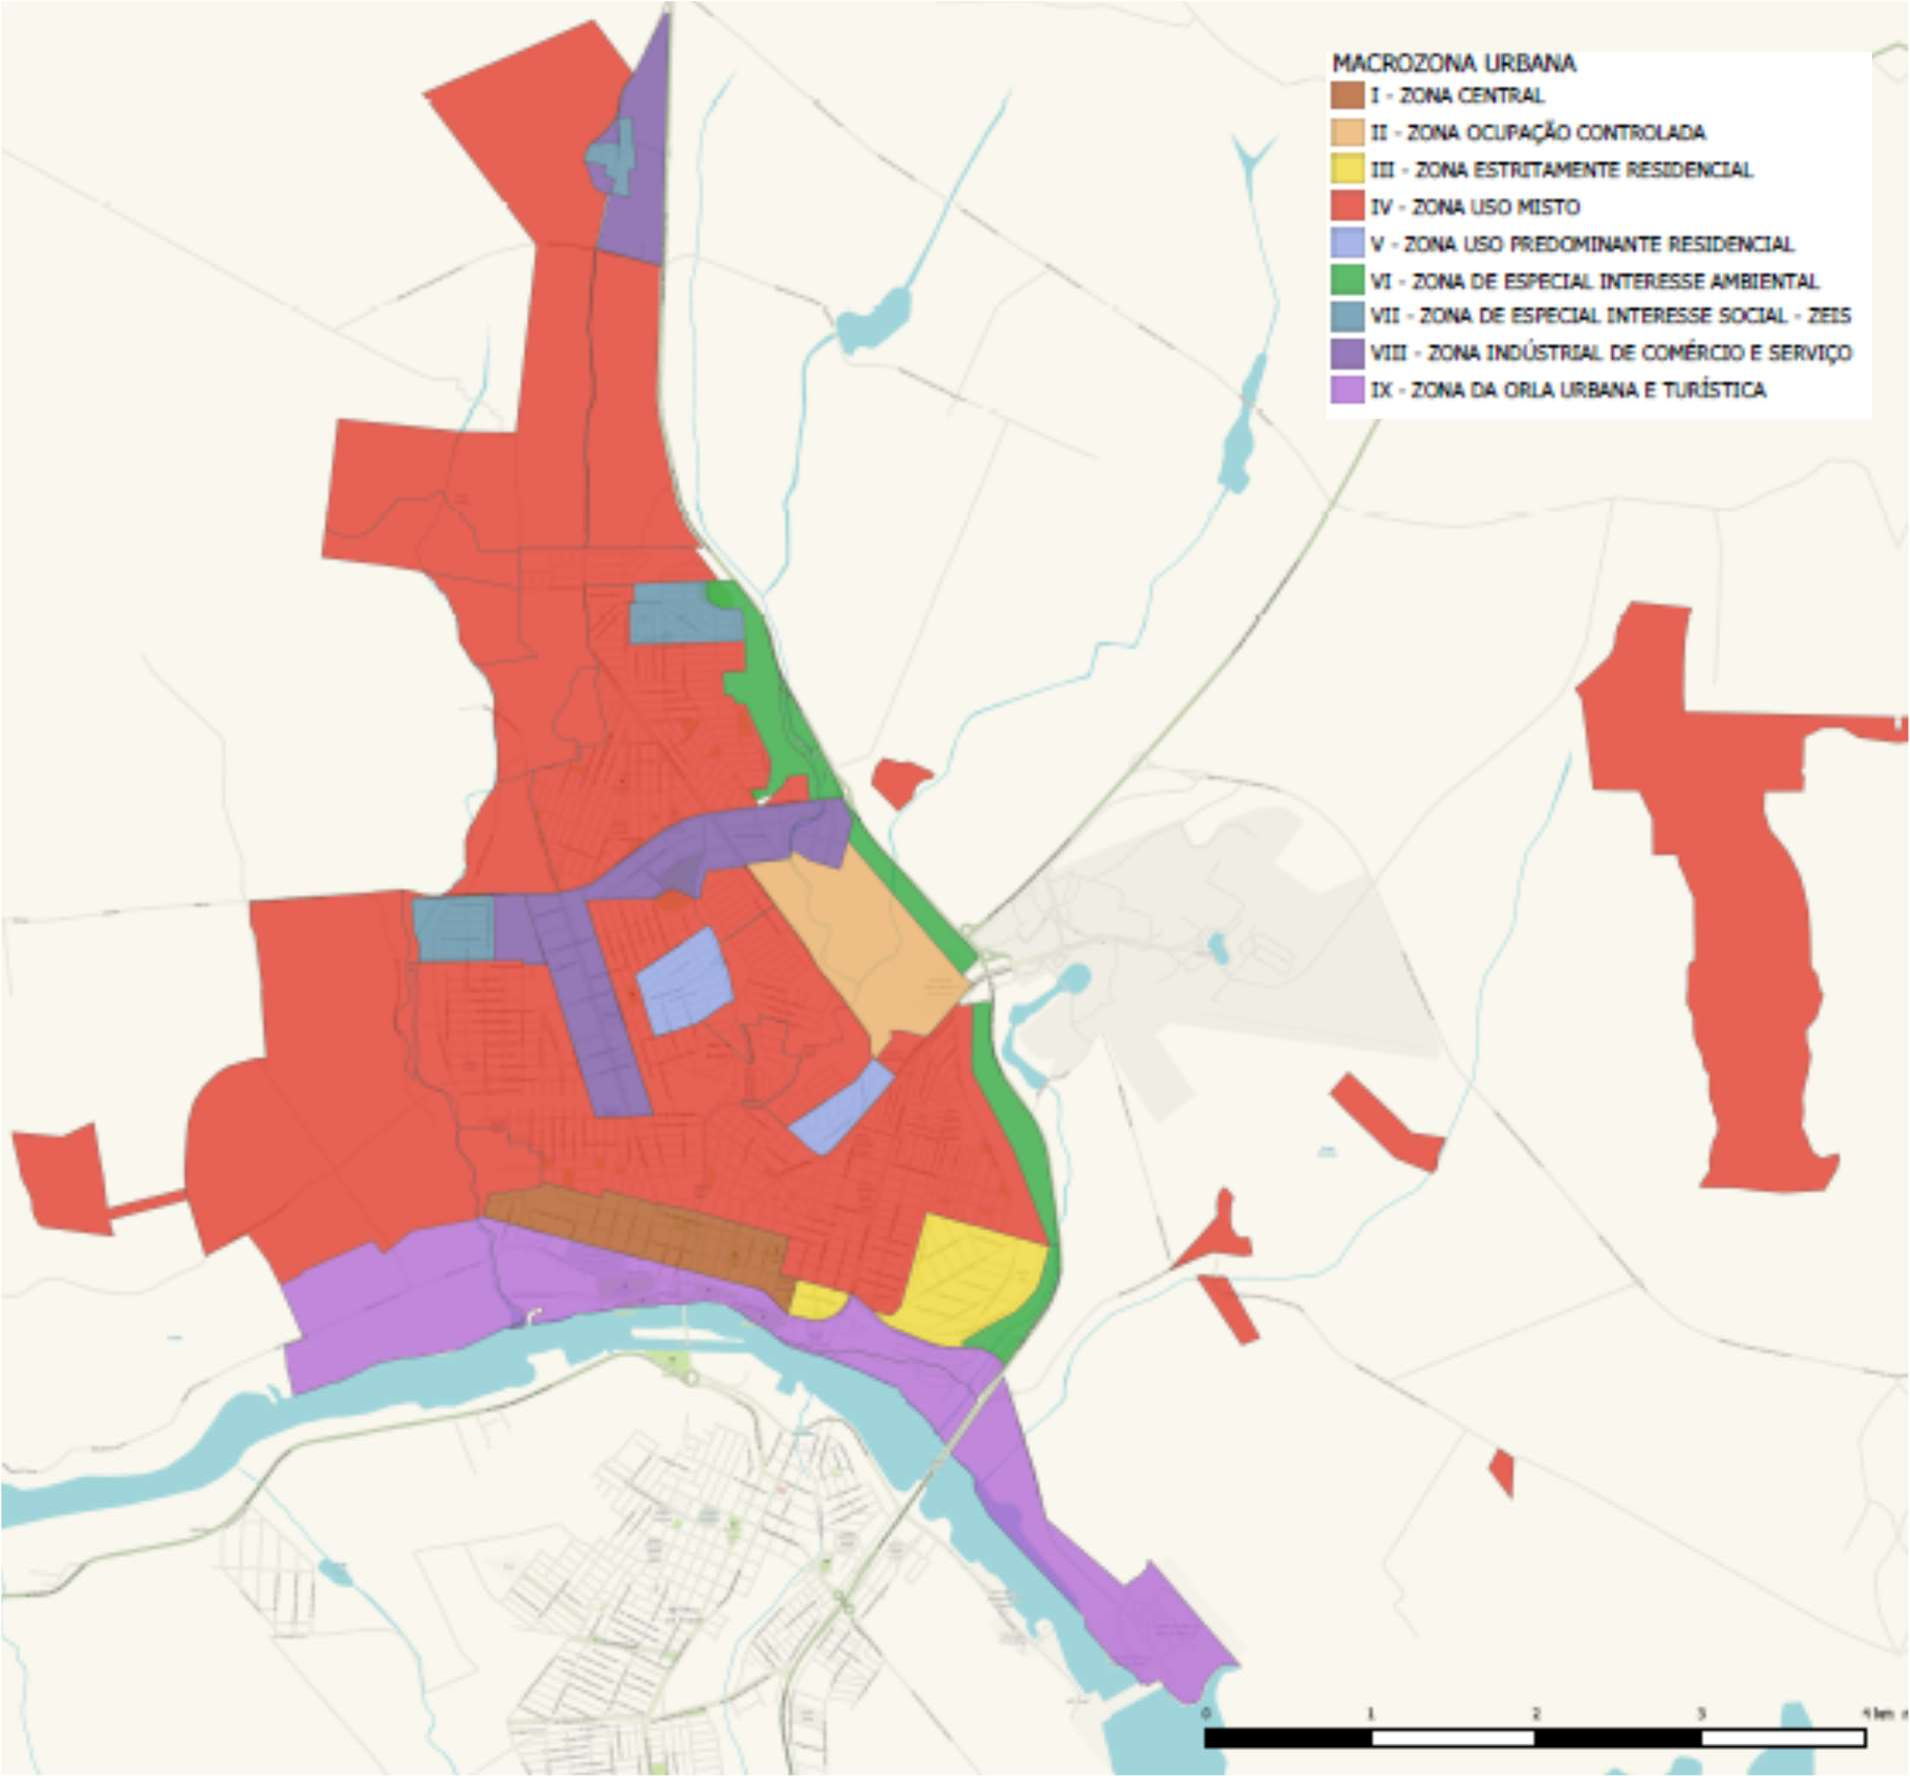 MACROZONA URBANA
I - ZONA CENTRAL
II - ZONA OCUPAÇÃO CONTROLADA
III - ZONA ESTRITAMENTE RESIDENCIAL
IV - ZONA USO MISTO
V - ZONA USO PREDOMINANTE RESIDENCIAL
VI - ZONA DE ESPECIAL INTERESSE AMBIENTAL
VII - ZONA DE ESPECIAL INTERESSE SOCIAL - ZEIS
VIII - ZONA INDÚSTRIAL DE COMÉRCIO E SERVIÇO
IX - ZONA DA ORLA URBANA E TURÍSTICA
0 1 2 3 4 km